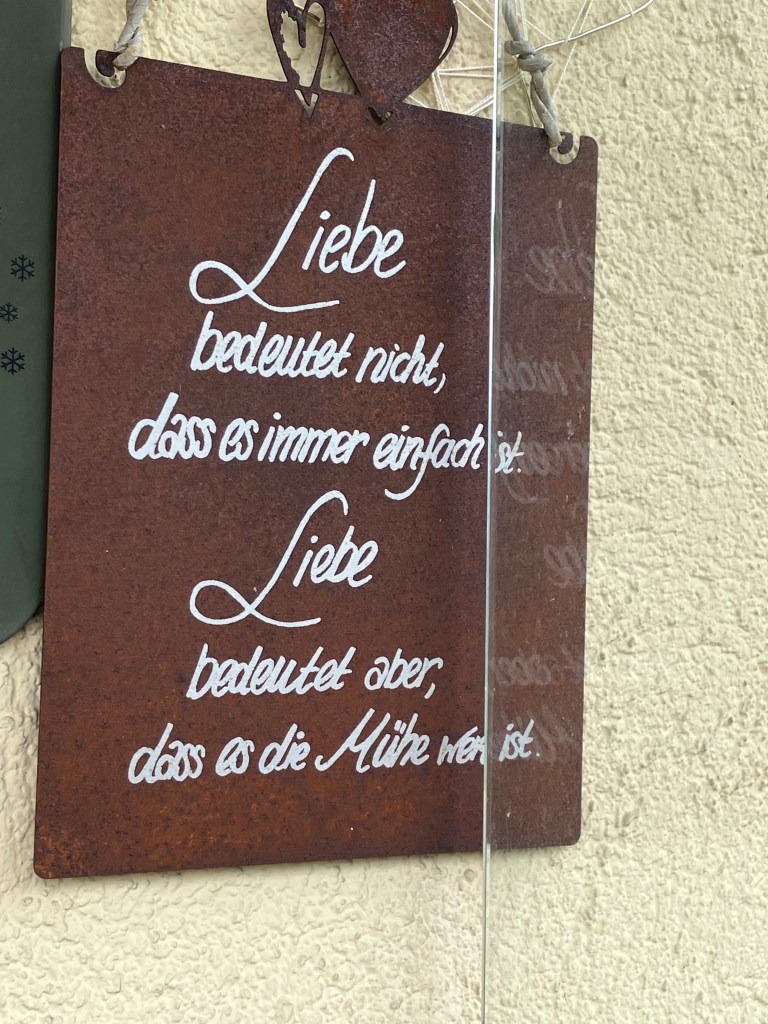 Liebe
bedeutet nicht,
dass es immer einfach ist.
Liebe
bedeutet aber,
dass es die Mühe wert ist.